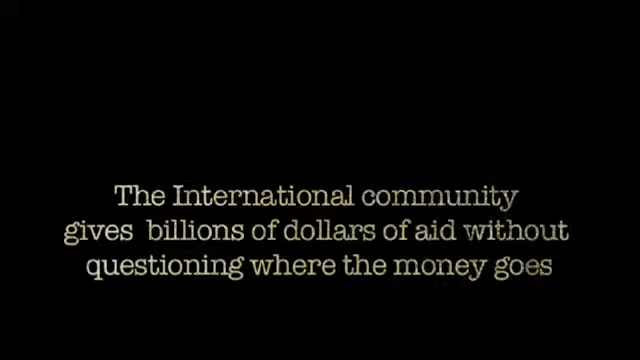 The International community
gives billions of dollars of aid without
questioning where the money goes